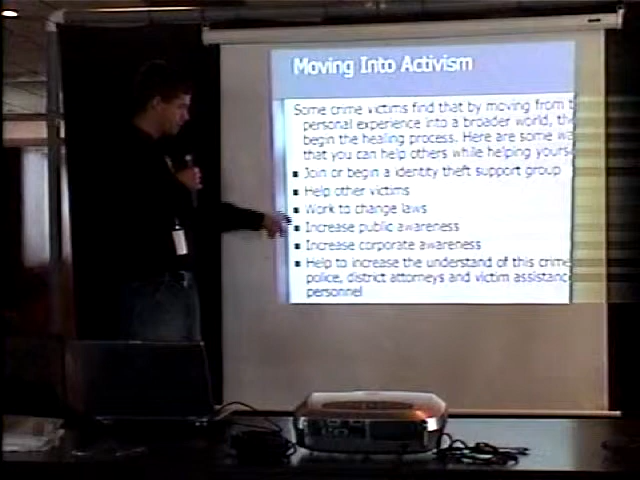 Moving Into Activism
Some crime victims find that by moving from
personal experience into a broader world,
begin the healing process. Here are some
that you can help others while helping
▪ Join or begin a identity theft support group
▪ Help other victims
▪ Work to change laws
▪ Increase public awareness
▪ Increase corporate awareness
▪ Help to increase the understand of this crime
police, district attorneys and victim assistance
personnel